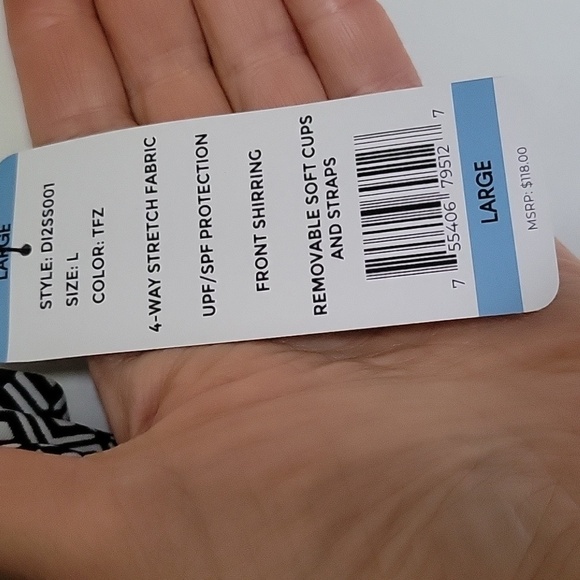 LARGE
STYLE: DI2SS001
SIZE: L
COLOR: TFZ
4-WAY STRETCH FABRIC
UPF/SPF PROTECTION
FRONT SHIRRING
REMOVABLE SOFT CUPS
AND STRAPS
7 55406 79512 7
LARGE
MSRP: $118.00